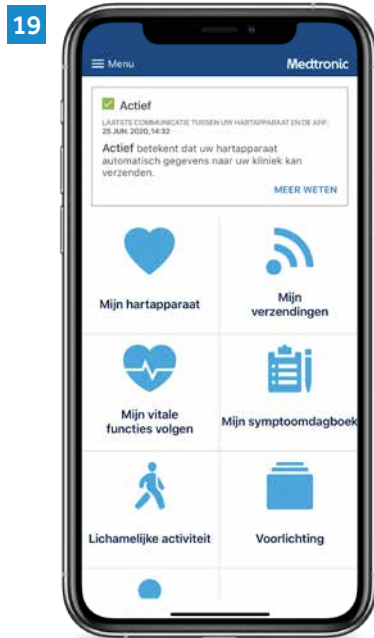 19
Menu
Medtronic
Actief
LAATSTE COMMUNICATIE TUSSEN UW HARTAPPARAAT EN DE APP:
25 JUN. 2020, 14:32
Actief betekent dat uw hartapparaat
automatisch gegevens naar uw kliniek kan
verzenden.
MEER WETEN
Mijn hartapparaat
Mijn
verzendingen
Mijn vitale
functies volgen
Mijn symptoomdagboek
Lichamelijke activiteit
Voorlichting